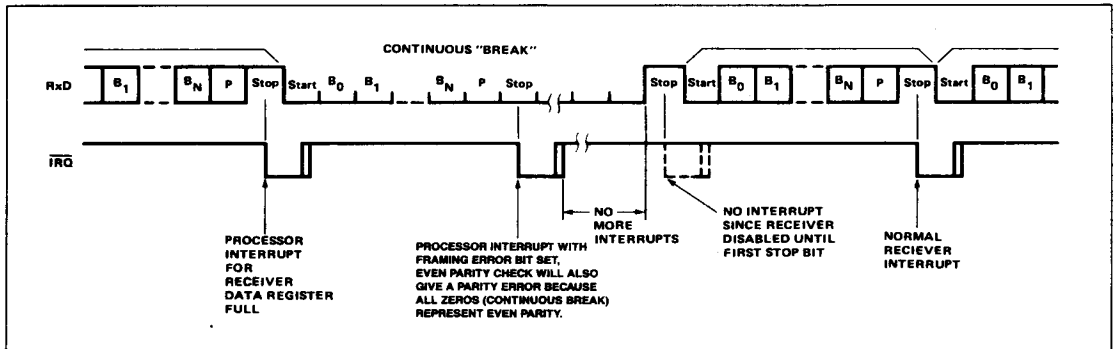 CONTINUOUS "BREAK"
RxD B1 BN P Stop Start B0 B1 BN P Stop Stop Start B0 B1 BN P Stop Start B0 B1
IRQ
PROCESSOR
INTERRUPT
FOR
RECEIVER
DATA REGISTER
FULL
PROCESSOR INTERRUPT WITH
FRAMING ERROR BIT SET,
EVEN PARITY CHECK WILL ALSO
GIVE A PARITY ERROR BECAUSE
ALL ZEROS (CONTINUOUS BREAK)
REPRESENT EVEN PARITY.
NO
MORE
INTERRUPTS
NO INTERRUPT
SINCE RECEIVER
DISABLED UNTIL
FIRST STOP BIT
NORMAL
RECIEVER
INTERRUPT